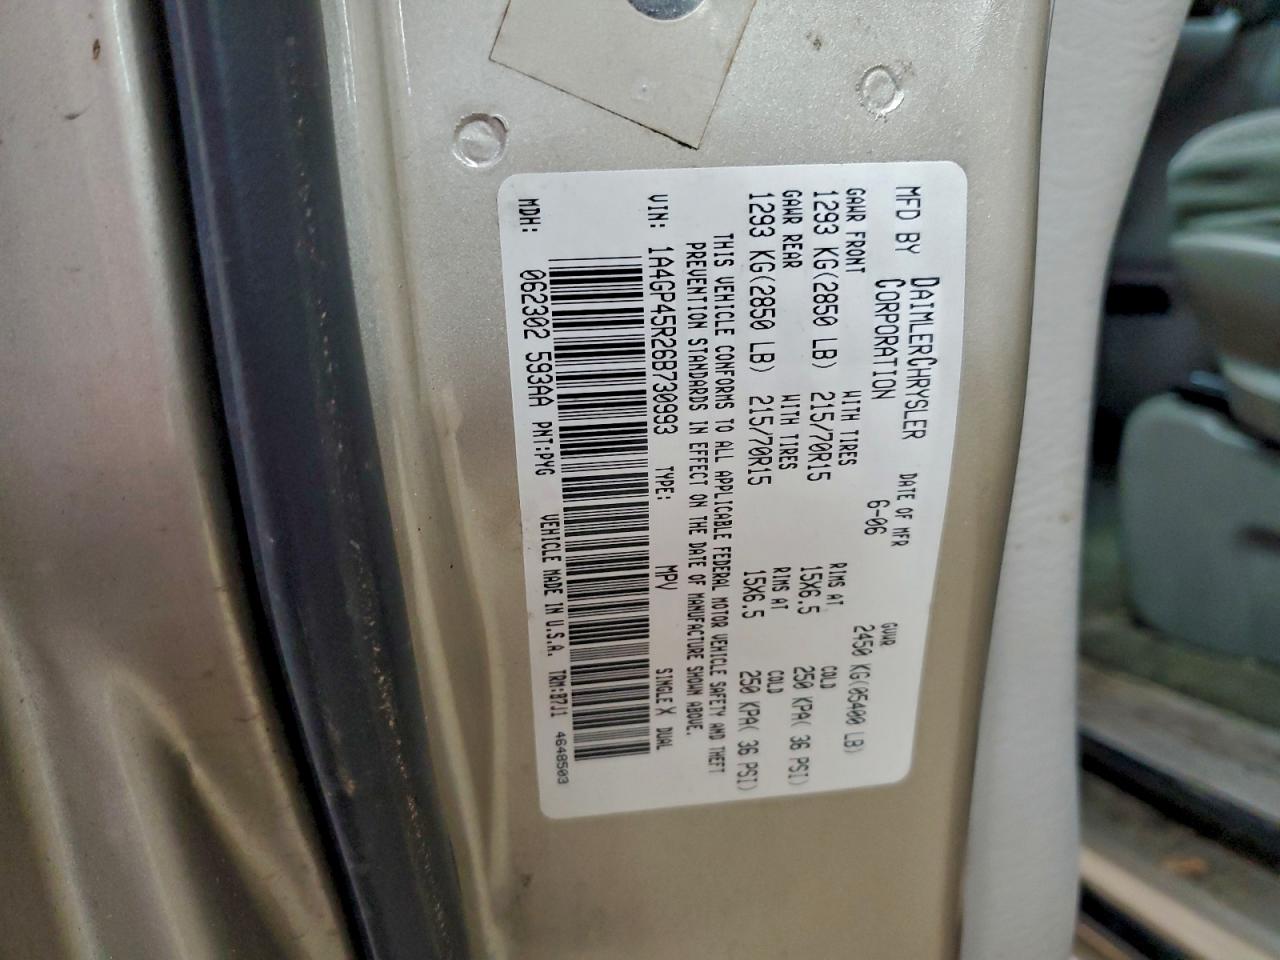 MFD BY DAIMLERCHRYSLER CORPORATION
DATE OF MFR 6-06
GVWR 2450 KG(05400 LB)
GAWR FRONT WITH TIRES RIMS AT COLD
1293 KG(2850 LB) 215/70R15 15X6.5 250 KPA( 36 PSI)
GAWR REAR WITH TIRES RIMS AT COLD
1293 KG(2850 LB) 215/70R15 15X6.5 250 KPA( 36 PSI)
THIS VEHICLE CONFORMS TO ALL APPLICABLE FEDERAL MOTOR VEHICLE SAFETY AND THEFT
PREVENTION STANDARDS IN EFFECT ON THE DATE OF MANUFACTURE SHOWN ABOVE.
VIN: 1A4GP45R26B730993 TYPE: MPV SINGLE X DUAL
MDH: 062302 593AA PNT:PYG VEHICLE MADE IN U.S.A. TRM:B7J1 4648503